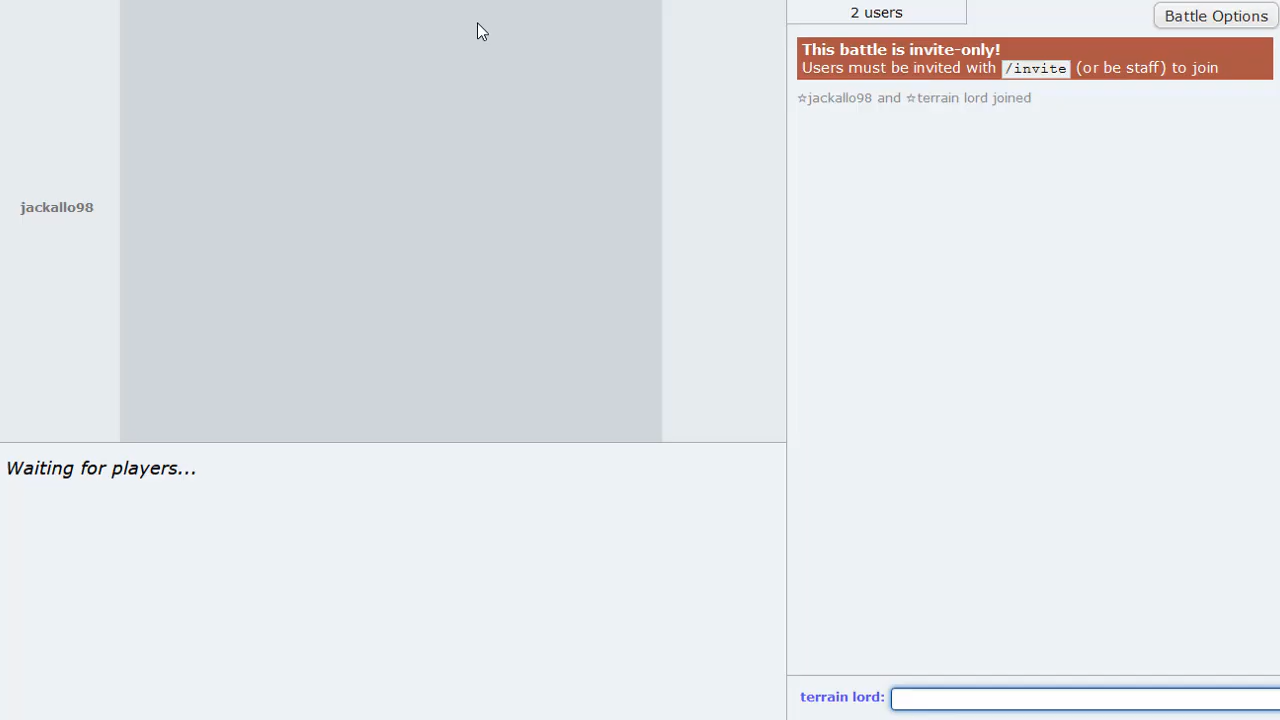 2 users
Battle Options
This battle is invite-only!
Users must be invited with /invite (or be staff) to join
☆jackallo98 and ☆terrain lord joined
jackallo98
Waiting for players...
terrain lord: